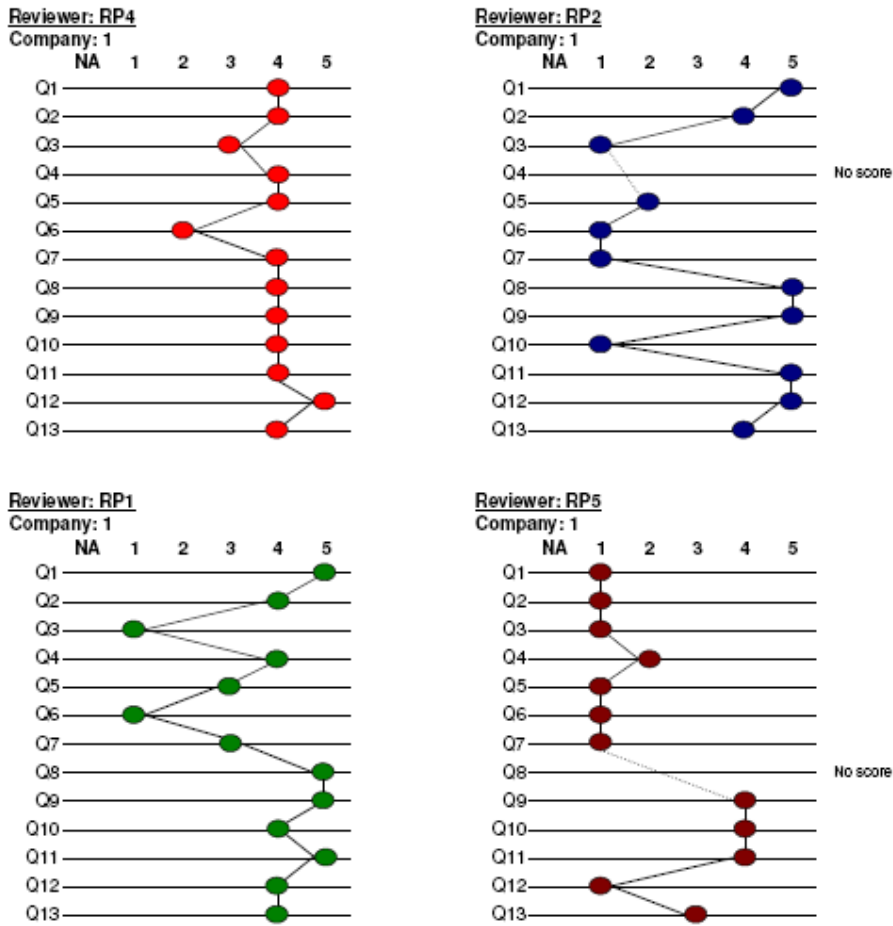 Reviewer: RP4
Company: 1
NA 1 2 3 4 5
Q1
Q2
Q3
Q4
Q5
Q6
Q7
Q8
Q9
Q10
Q11
Q12
Q13
Reviewer: RP2
Company: 1
NA 1 2 3 4 5
Q1
Q2
Q3
Q4 No score
Q5
Q6
Q7
Q8
Q9
Q10
Q11
Q12
Q13
Reviewer: RP1
Company: 1
NA 1 2 3 4 5
Q1
Q2
Q3
Q4
Q5
Q6
Q7
Q8
Q9
Q10
Q11
Q12
Q13
Reviewer: RP5
Company: 1
NA 1 2 3 4 5
Q1
Q2
Q3
Q4
Q5
Q6
Q7
Q8 No score
Q9
Q10
Q11
Q12
Q13